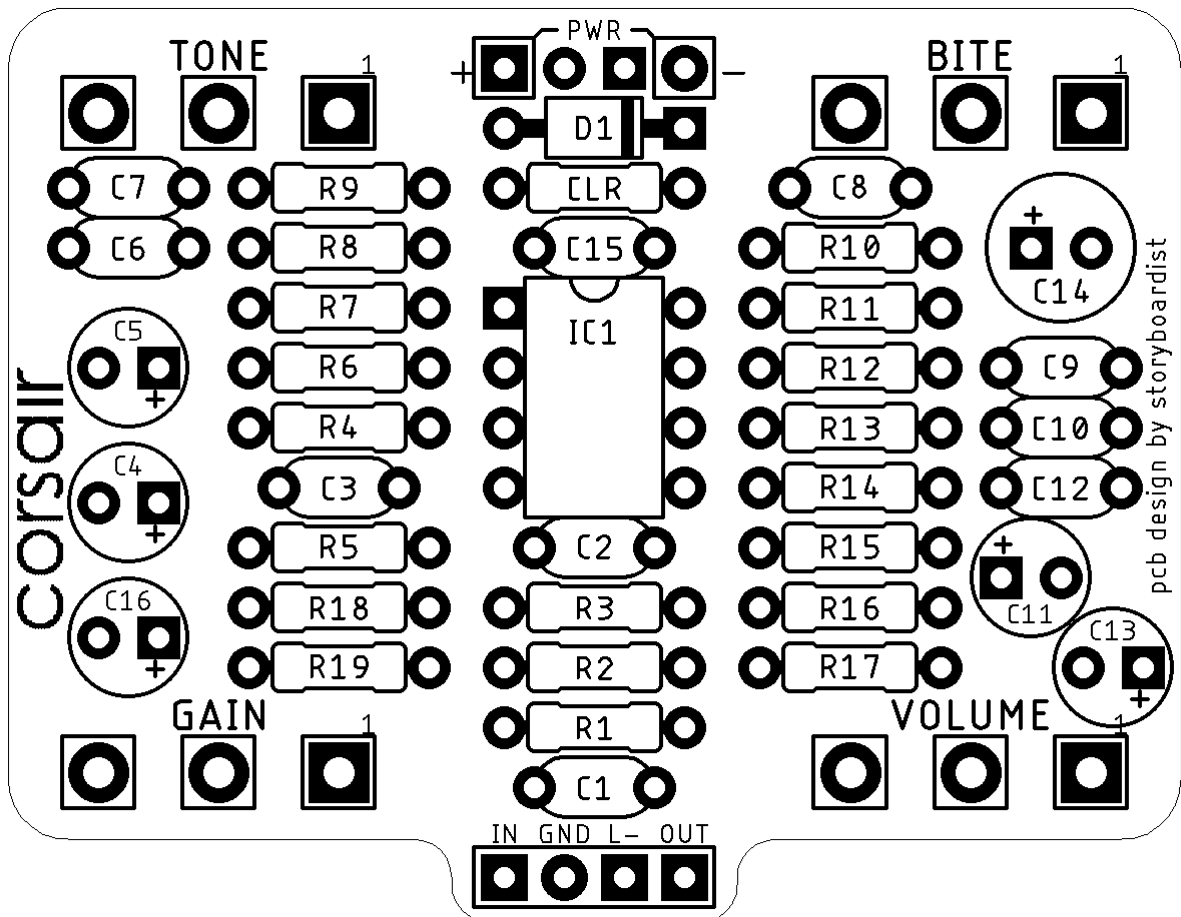 PWR
TONE
1
+
−
BITE
1
D1
C7
R9
CLR
C8
C6
R8
C15
R10
+
C14
R7
IC1
R11
C5
+
R6
R12
C9
R4
R13
C10
C4
+
C3
R14
C12
R5
C2
R15
+
C11
C16
+
R18
R3
R16
C13
+
R19
R2
R17
corsair
pcb design by storyboardist
GAIN
1
R1
VOLUME
1
C1
IN GND L− OUT